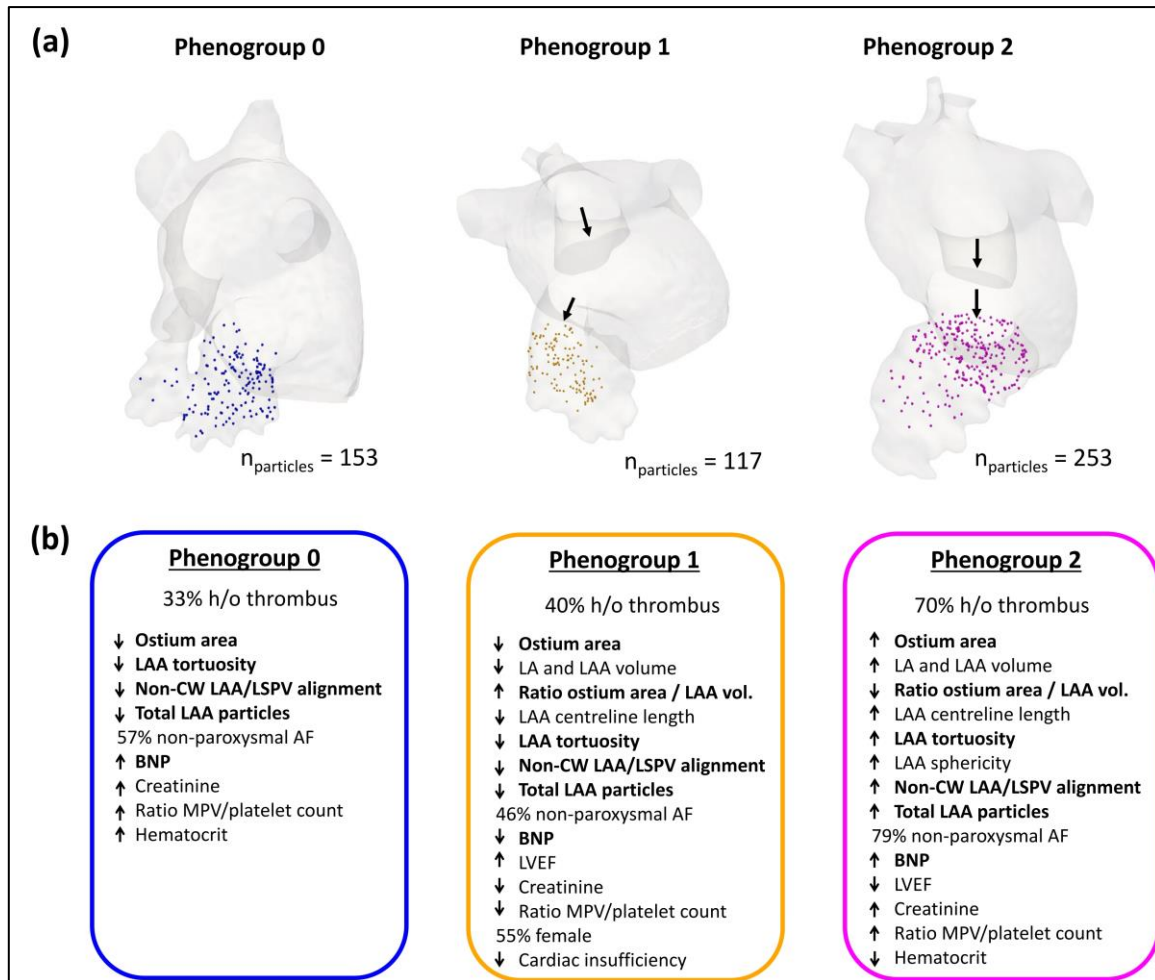 (a)
Phenogroup 0
Phenogroup 1
Phenogroup 2
nparticles = 153
nparticles = 117
nparticles = 253
(b)
Phenogroup 0
33% h/o thrombus
↓ Ostium area
↓ LAA tortuosity
↓ Non-CW LAA/LSPV alignment
↓ Total LAA particles
57% non-paroxysmal AF
↑ BNP
↑ Creatinine
↑ Ratio MPV/platelet count
↑ Hematocrit
Phenogroup 1
40% h/o thrombus
↓ Ostium area
↓ LA and LAA volume
↑ Ratio ostium area / LAA vol.
↓ LAA centreline length
↓ LAA tortuosity
↓ Non-CW LAA/LSPV alignment
↓ Total LAA particles
46% non-paroxysmal AF
↓ BNP
↑ LVEF
↓ Creatinine
↓ Ratio MPV/platelet count
55% female
↓ Cardiac insufficiency
Phenogroup 2
70% h/o thrombus
↑ Ostium area
↑ LA and LAA volume
↓ Ratio ostium area / LAA vol.
↑ LAA centreline length
↑ LAA tortuosity
↑ LAA sphericity
↑ Non-CW LAA/LSPV alignment
↑ Total LAA particles
79% non-paroxysmal AF
↑ BNP
↓ LVEF
↑ Creatinine
↑ Ratio MPV/platelet count
↓ Hematocrit